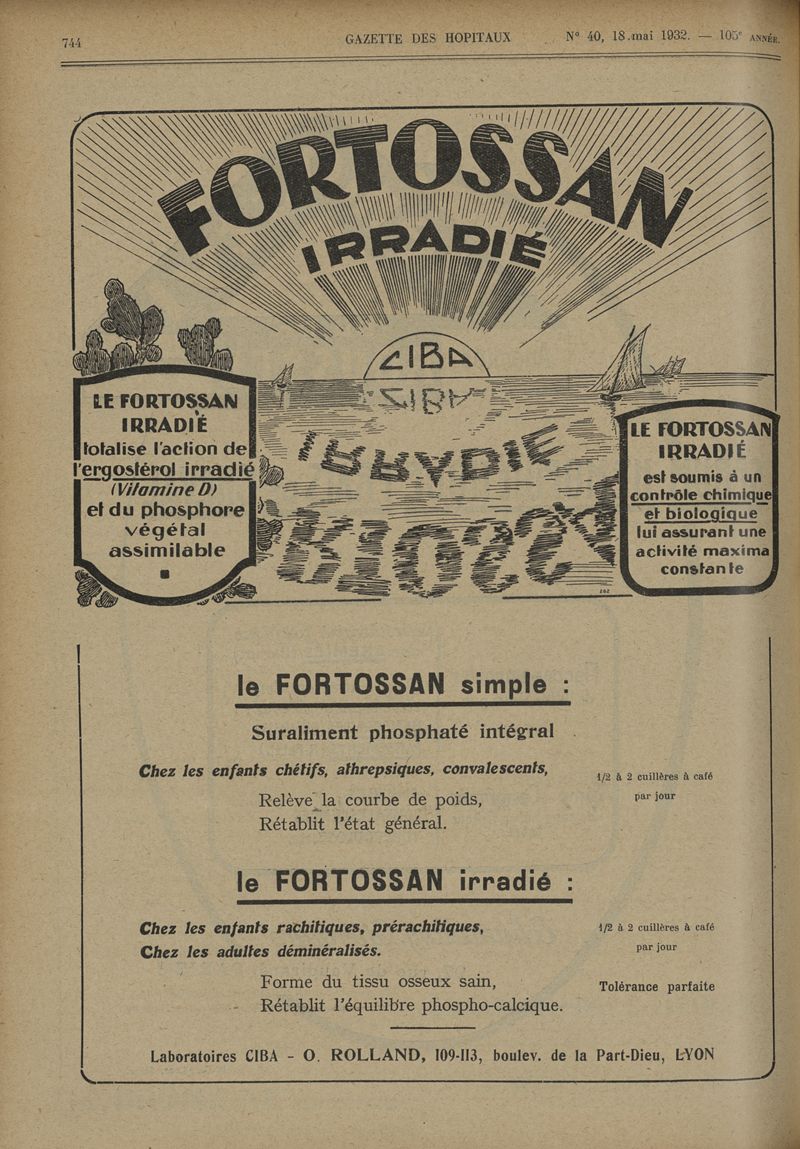 744
GAZETTE DES HOPITAUX
N° 40, 18 mai 1932. — 105e ANNÉE.
FORTOSSAN
IRRADIÉ
CIBA
CIBA
IRRADIÉ
LE FORTOSSAN
IRRADIÉ
totalise l'action de
l'ergostérol irradié
(Vitamine D)
et du phosphore
végétal
assimilable
LE FORTOSSAN
IRRADIÉ
est soumis à un
contrôle chimique
et biologique
lui assurant une
activité maxima
constante
le FORTOSSAN simple :
Suraliment phosphaté intégral
Chez les enfants chétifs, athrepsiques, convalescents,
1/2 à 2 cuillères à café
par jour
Relève la courbe de poids,
Rétablit l'état général.
le FORTOSSAN irradié :
Chez les enfants rachitiques, prérachitiques,
1/2 à 2 cuillères à café
Chez les adultes déminéralisés.
par jour
Forme du tissu osseux sain,
Tolérance parfaite
Rétablit l'équilibre phospho-calcique.
Laboratoires CIBA - O. ROLLAND, 109-113, boulev. de la Part-Dieu, LYON